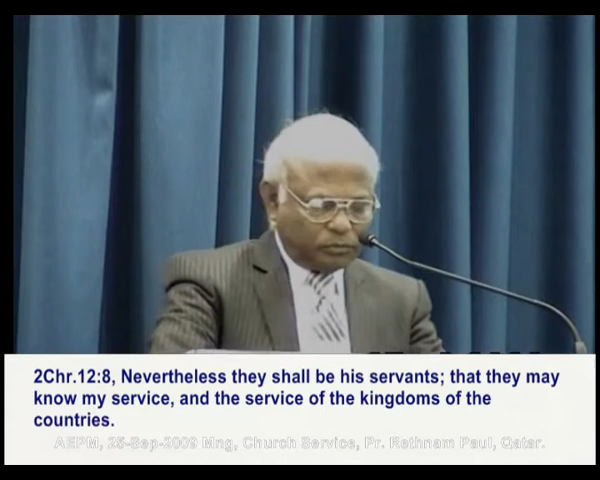 2Chr.12:8, Nevertheless they shall be his servants; that they may
know my service, and the service of the kingdoms of the
countries.
AEPM, 25-Sep-2009 Mng, Church Service, Pr. Rethnam Paul, Qatar.